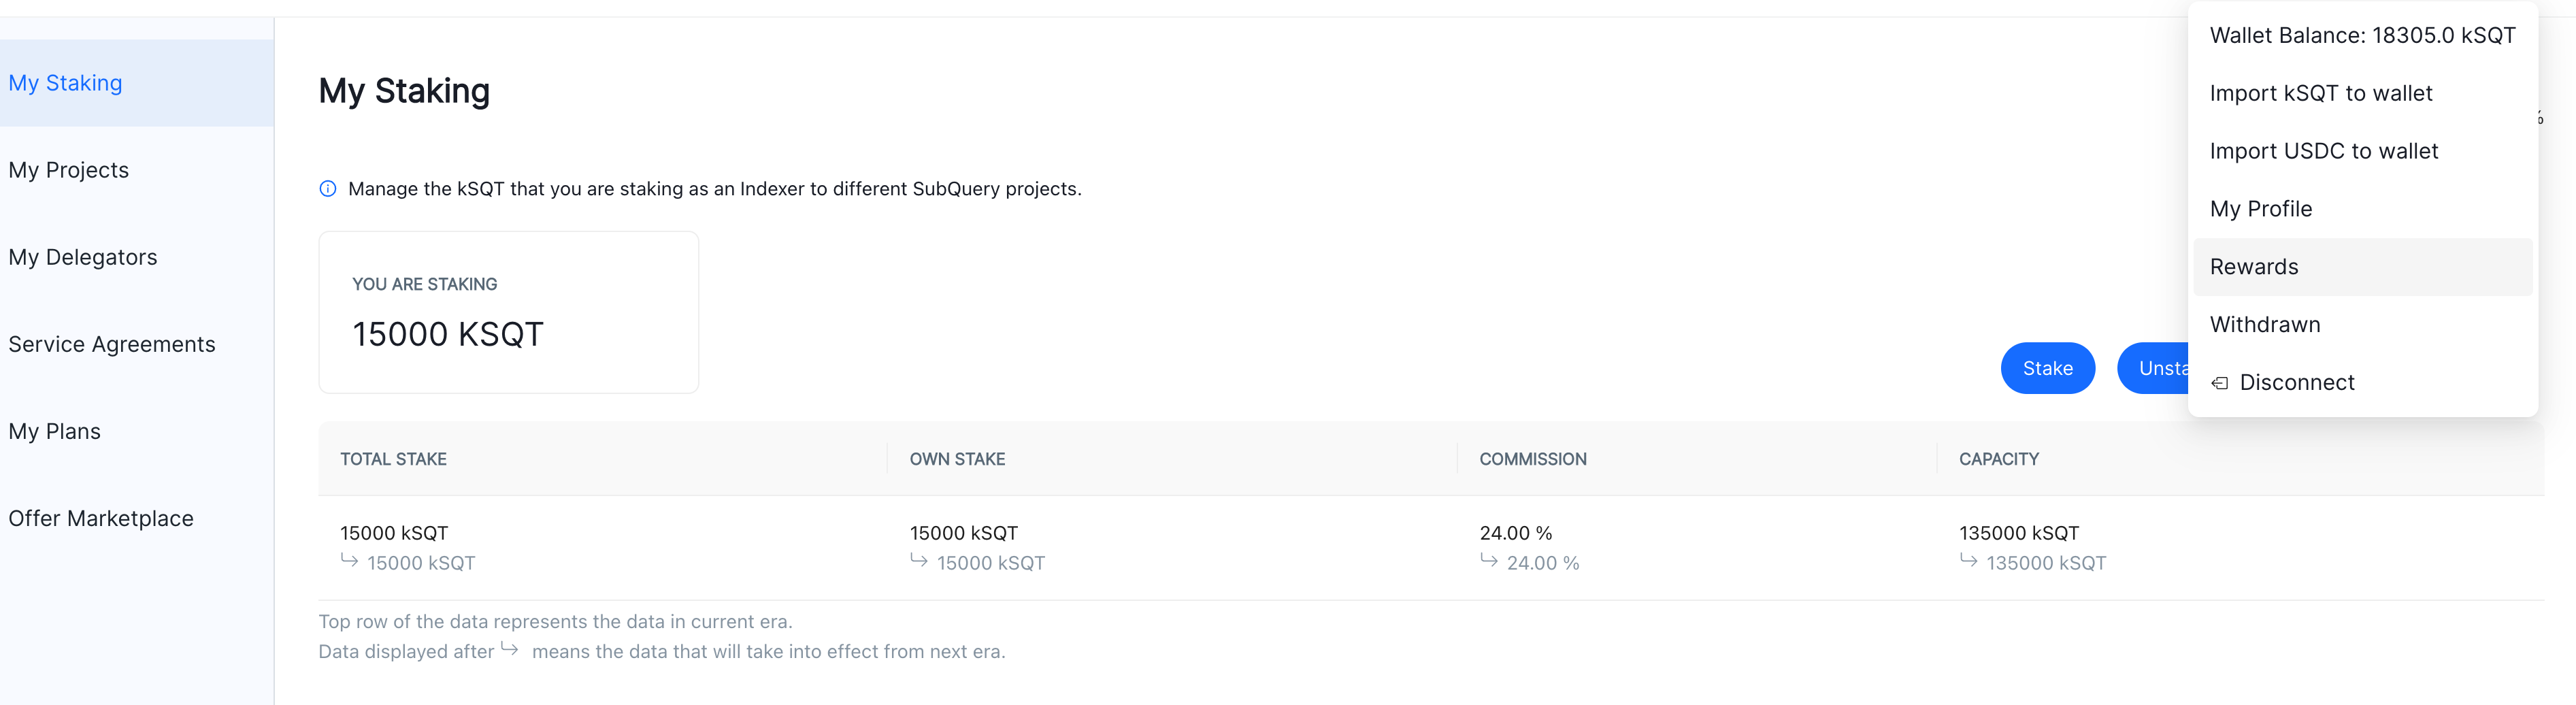 My Staking
My Projects
My Delegators
Service Agreements
My Plans
Offer Marketplace
My Staking
Manage the kSQT that you are staking as an Indexer to different SubQuery projects.
YOU ARE STAKING
15000 KSQT
Stake
Unsta
Wallet Balance: 18305.0 kSQT
Import kSQT to wallet
Import USDC to wallet
My Profile
Rewards
Withdrawn
Disconnect
TOTAL STAKE OWN STAKE COMMISSION CAPACITY
15000 kSQT 15000 kSQT 24.00 % 135000 kSQT
15000 kSQT 15000 kSQT 24.00 % 135000 kSQT
Top row of the data represents the data in current era.
Data displayed after means the data that will take into effect from next era.